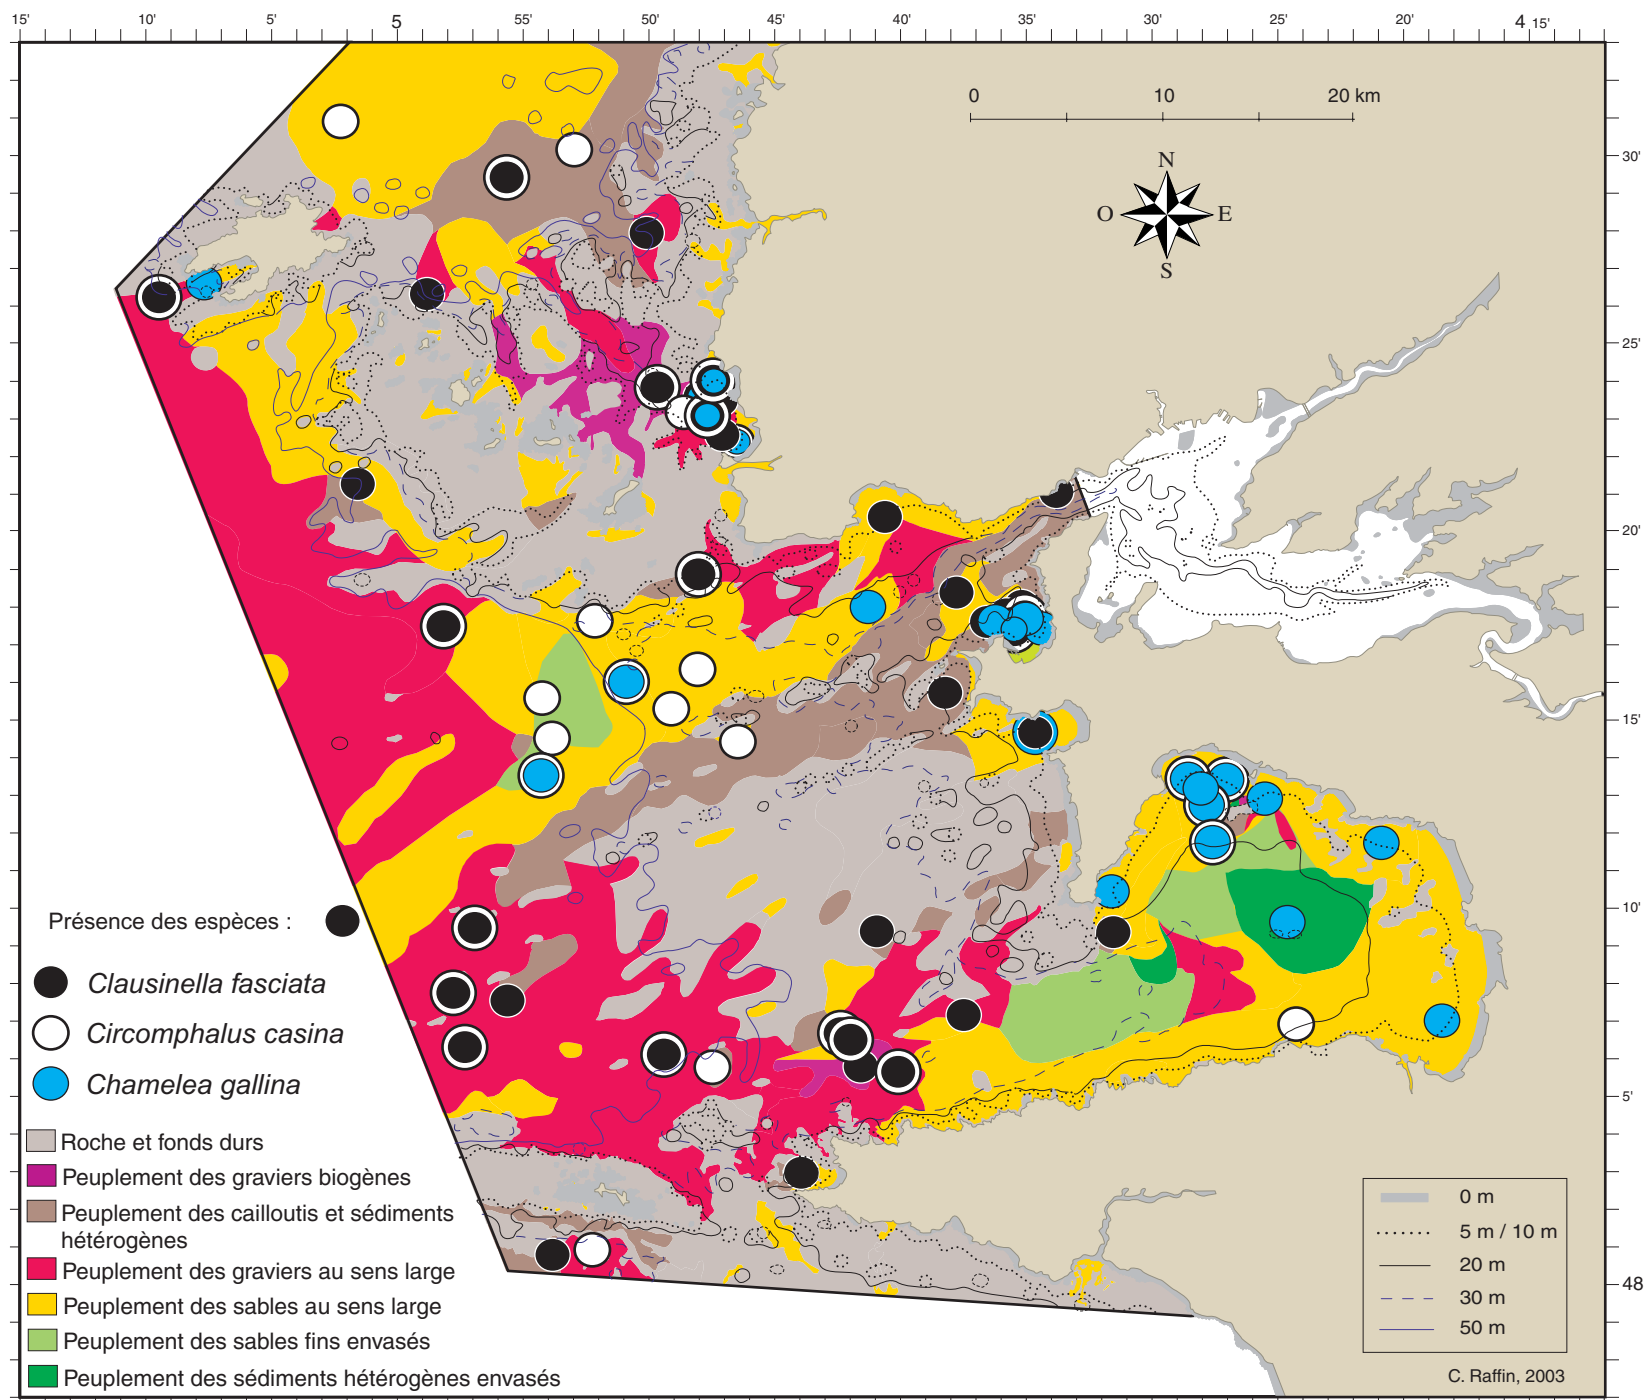 15' 10' 5 55' 50' 45' 40' 35' 30' 25' 20' 4 15'
0 10 20 km
N
O E
S
30'
25'
20'
15'
10'
5'
48
Présence des espèces :
Clausinella fasciata
Circomphalus casina
Chamelea gallina
Roche et fonds durs
Peuplement des graviers biogènes
Peuplement des cailloutis et sédiments
hétérogènes
Peuplement des graviers au sens large
Peuplement des sables au sens large
Peuplement des sables fins envasés
Peuplement des sédiments hétérogènes envasés
0 m
5 m / 10 m
20 m
30 m
50 m
C. Raffin, 2003